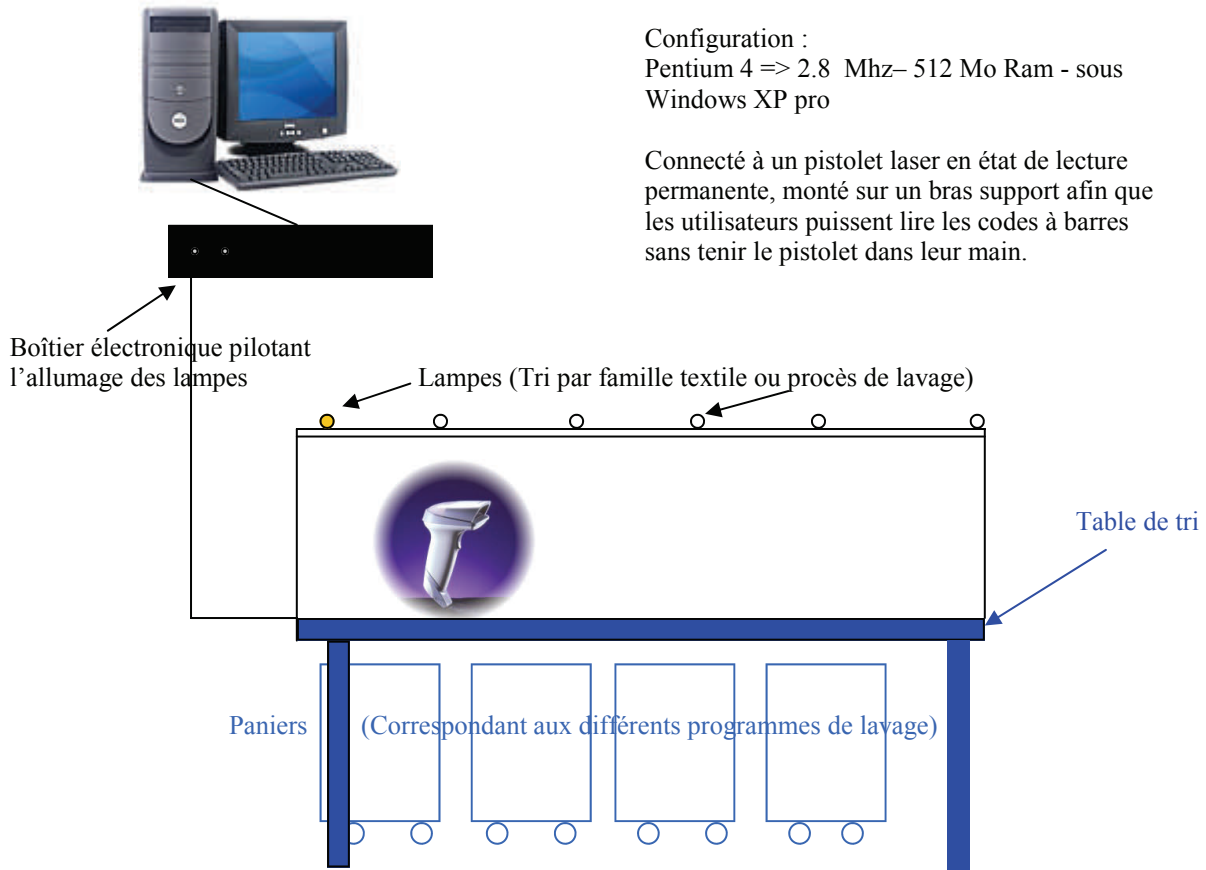 Configuration :
Pentium 4 => 2.8 Mhz– 512 Mo Ram - sous
Windows XP pro
Connecté à un pistolet laser en état de lecture
permanente, monté sur un bras support afin que
les utilisateurs puissent lire les codes à barres
sans tenir le pistolet dans leur main.
Boîtier électronique pilotant
l’allumage des lampes
Lampes (Tri par famille textile ou procès de lavage)
Table de tri
Paniers (Correspondant aux différents programmes de lavage)